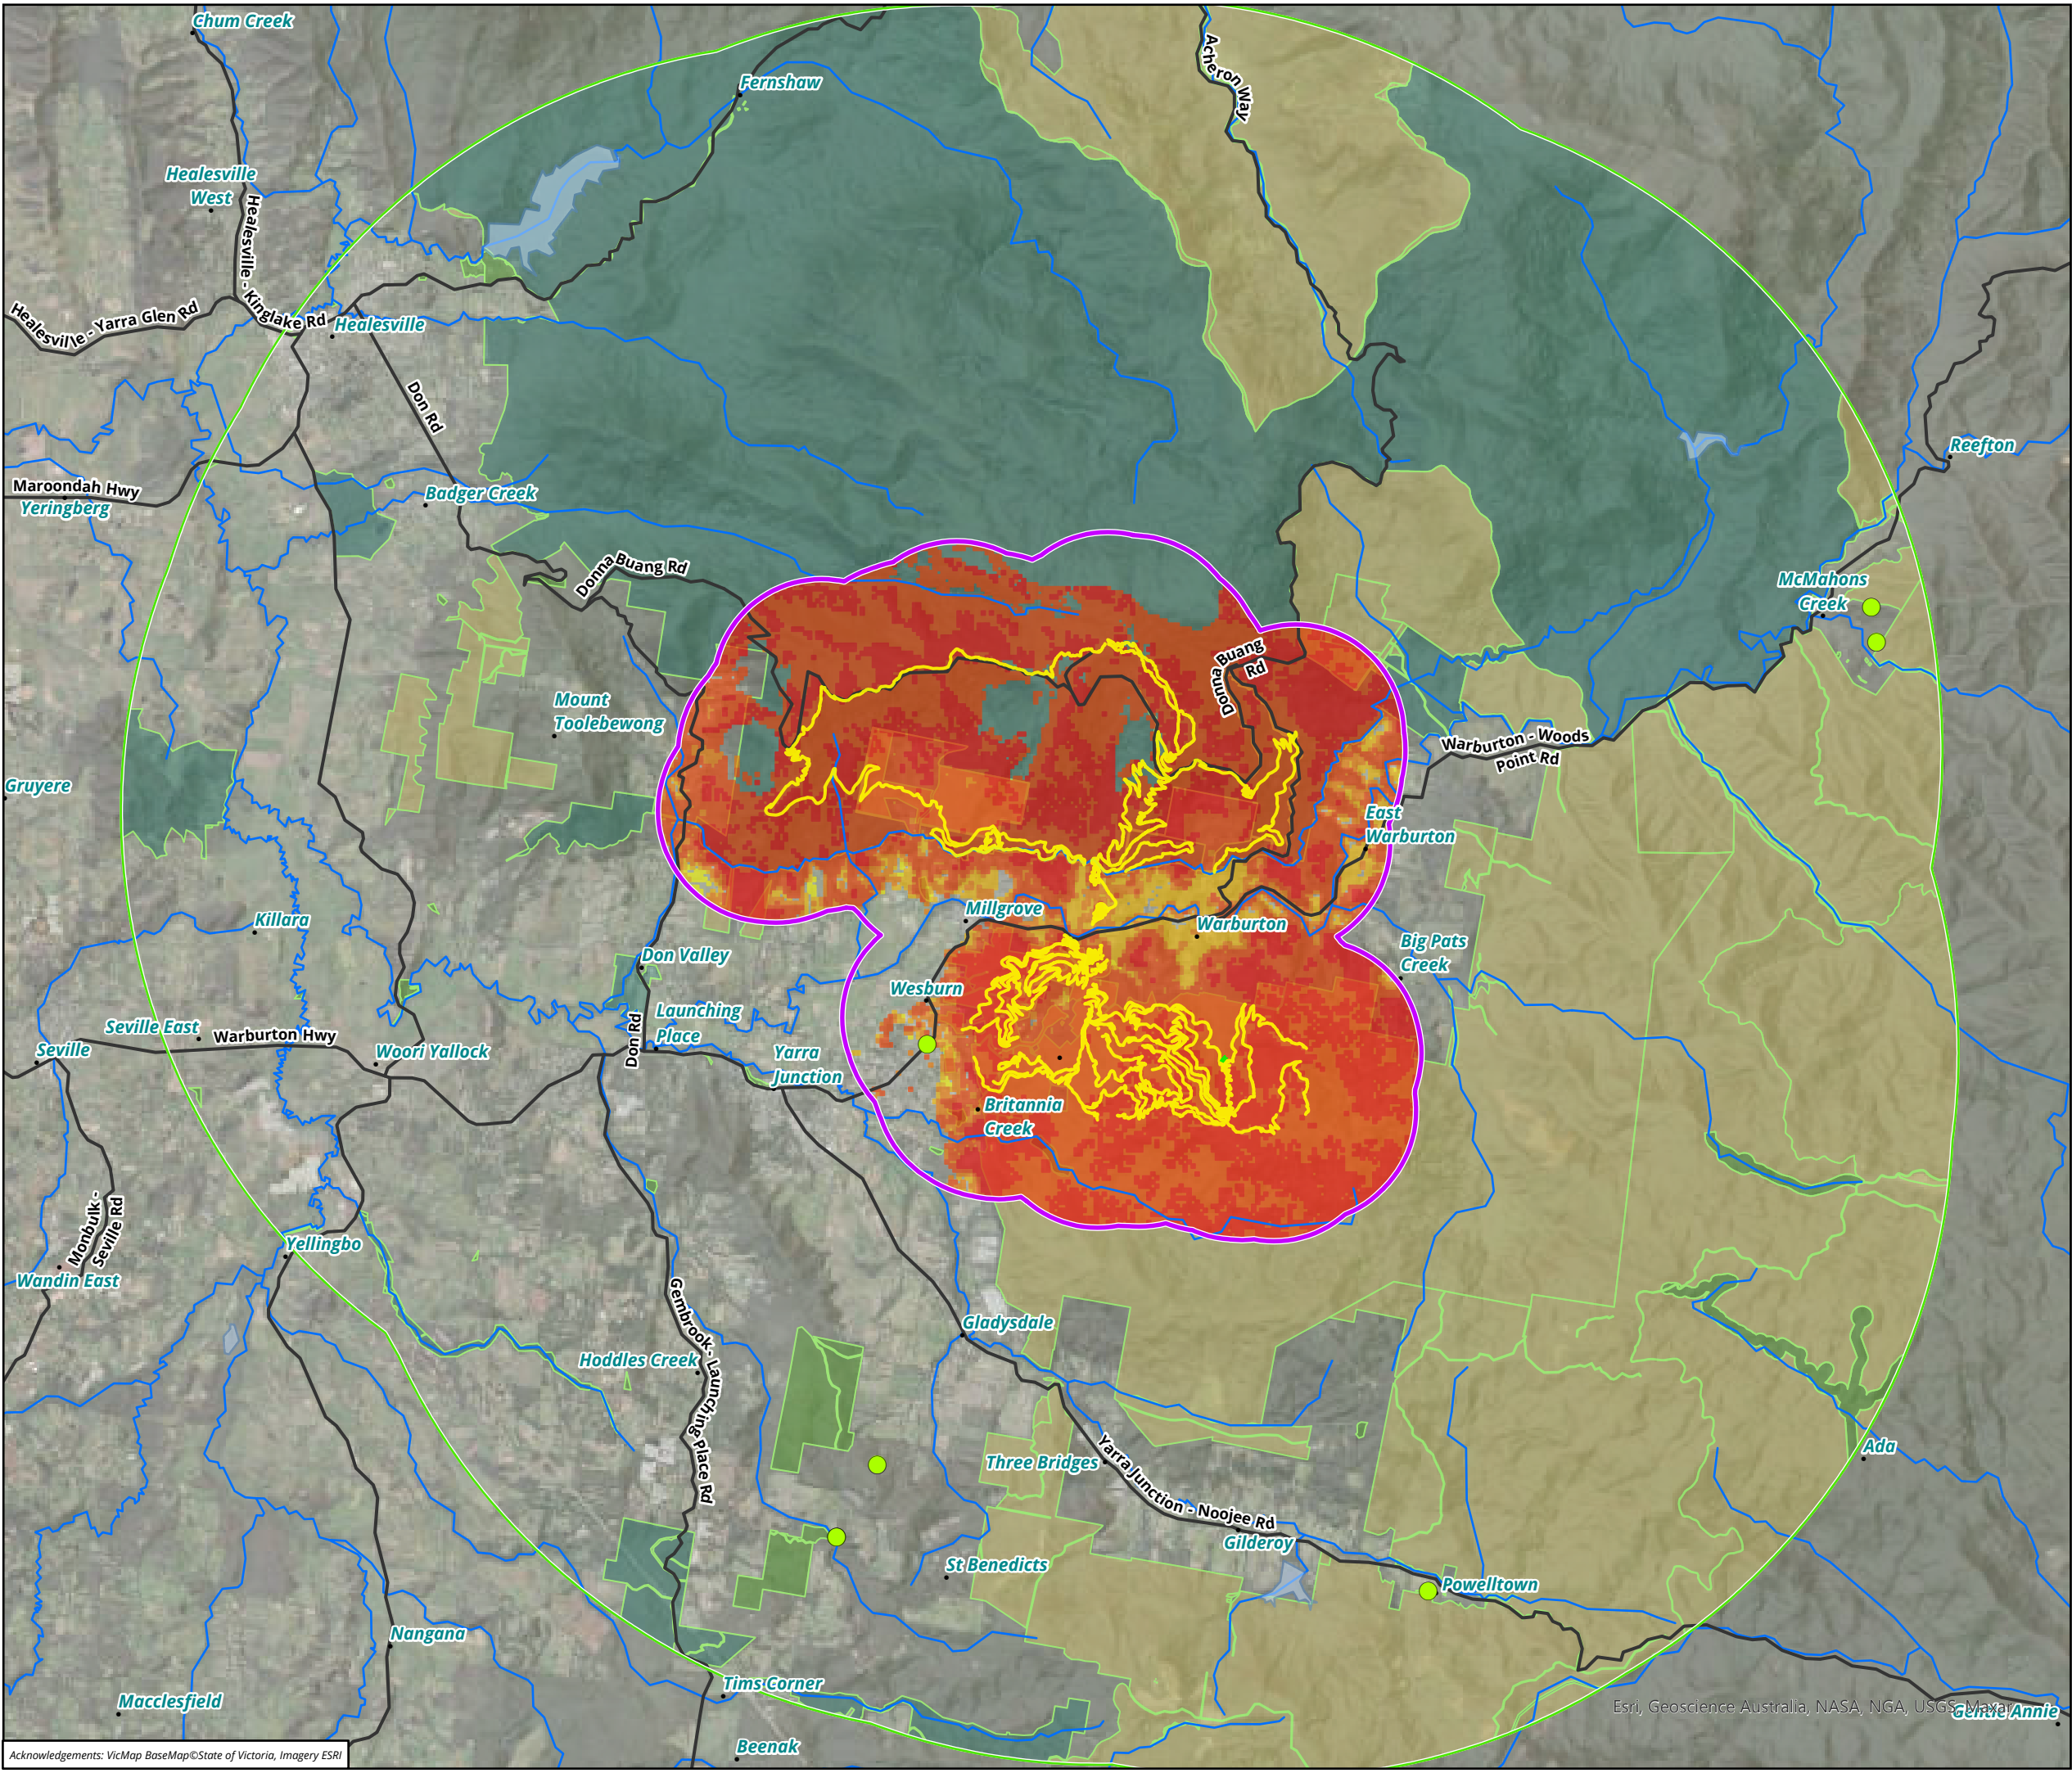 Chum Creek
Fernshaw
Acheron Way
Healesville
West
Healesville - Kinglake Rd
Healesville - Yarra Glen Rd
Healesville
Don Rd
Reefton
Maroondah Hwy
Yeringberg
Badger Creek
Donna Buang Rd
McMahons
Creek
Donna Buang
Rd
Mount
Toolebewong
Warburton - Woods
Point Rd
Gruyere
East
Warburton
Killara
Millgrove
Warburton
Big Pats
Creek
Don Valley
Wesburn
Launching
Place
Seville East
Warburton Hwy
Don Rd
Seville
Woori Yallock
Yarra
Junction
Britannia
Creek
Monbulk -
Seville Rd
Yellingbo
Wandin East
Gembrook - Launching Place Rd
Gladysdale
Hoddles Creek
Three Bridges
Yarra Junction - Noojee Rd
Ada
Gilderoy
St Benedicts
Powelltown
Nangana
Tims Corner
Macclesfield
Esri, Geoscience Australia, NASA, NGA, USGS, Maxar
Gentle Annie
Beenak
Acknowledgements: VicMap BaseMap©State of Victoria, Imagery ESRI